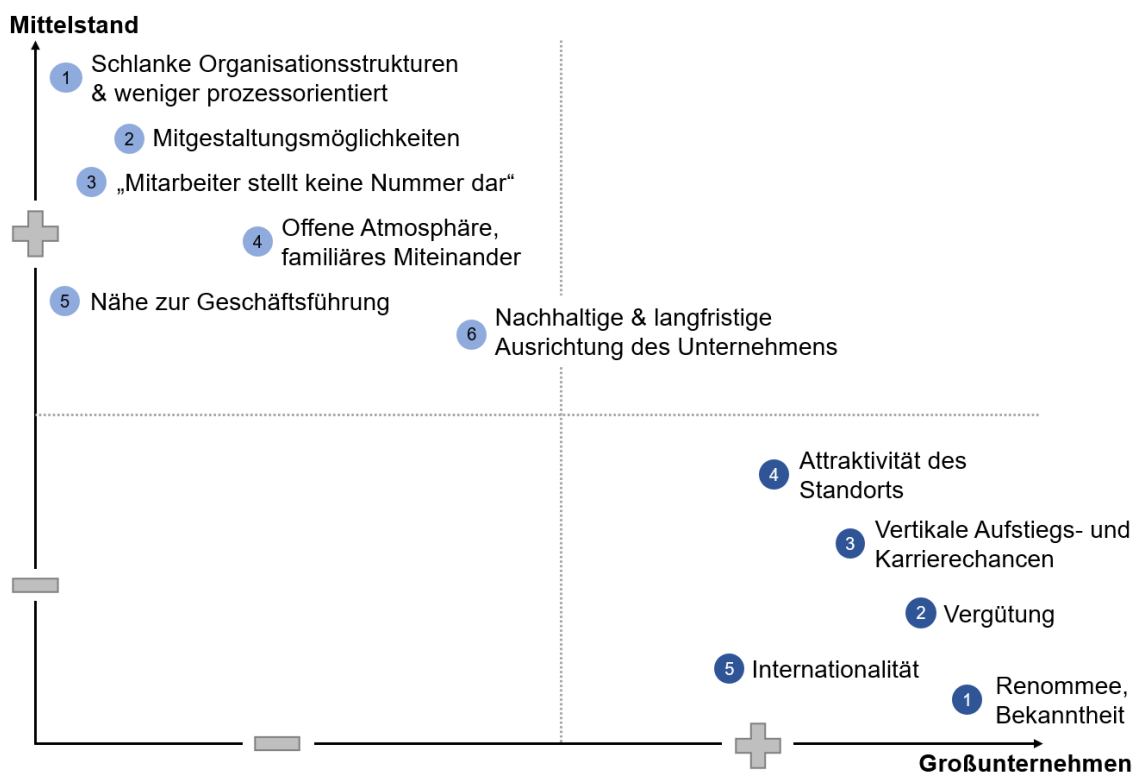 Mittelstand
1 Schlanke Organisationsstrukturen
& weniger prozessorientiert
2 Mitgestaltungsmöglichkeiten
3 „Mitarbeiter stellt keine Nummer dar“
4 Offene Atmosphäre,
familiäres Miteinander
5 Nähe zur Geschäftsführung
6 Nachhaltige & langfristige
Ausrichtung des Unternehmens
4 Attraktivität des
Standorts
3 Vertikale Aufstiegs- und
Karrierechancen
2 Vergütung
5 Internationalität
1 Renommee,
Bekanntheit
Großunternehmen